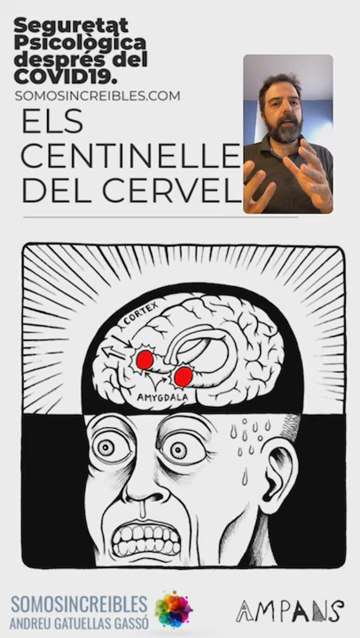 Seguretat
Psicològica
després del
COVID19.
SOMOSINCREIBLES.COM
ELS
CENTINELLE
DEL CERVEL
CORTEX
AMYGDALA
SOMOSINCREIBLES
ANDREU GATUELLAS GASSÓ
AMPANS